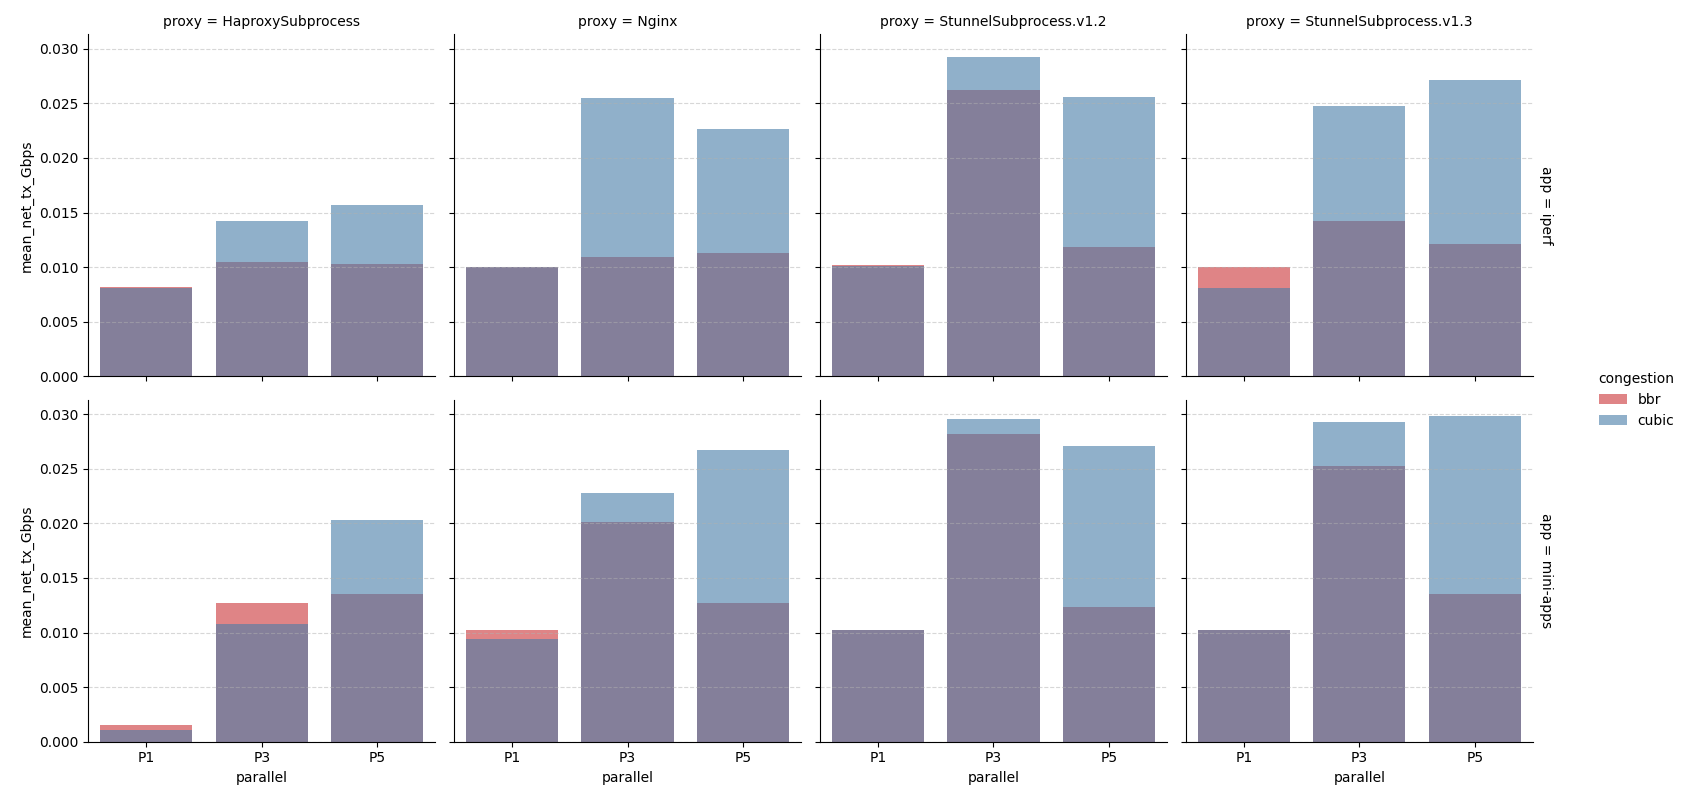 proxy = HaproxySubprocess
proxy = Nginx
proxy = StunnelSubprocess.v1.2
proxy = StunnelSubprocess.v1.3
mean_net_tx_Gbps
0.030
0.025
0.020
0.015
0.010
0.005
0.000
app = iperf
congestion
bbr
cubic
mean_net_tx_Gbps
0.030
0.025
0.020
0.015
0.010
0.005
0.000
app = mini-apps
P1 P3 P5
P1 P3 P5
P1 P3 P5
P1 P3 P5
parallel
parallel
parallel
parallel